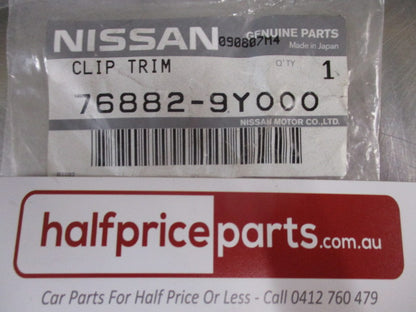 NISSAN GENUINE PARTS
090807M4 Made in Japan
CLIP TRIM Q'TY 1
76882-9Y000
NISSAN MOTOR CO.,LTD.
halfpriceparts.com.au
Car Parts For Half Price Or Less - Call 0412 760 479